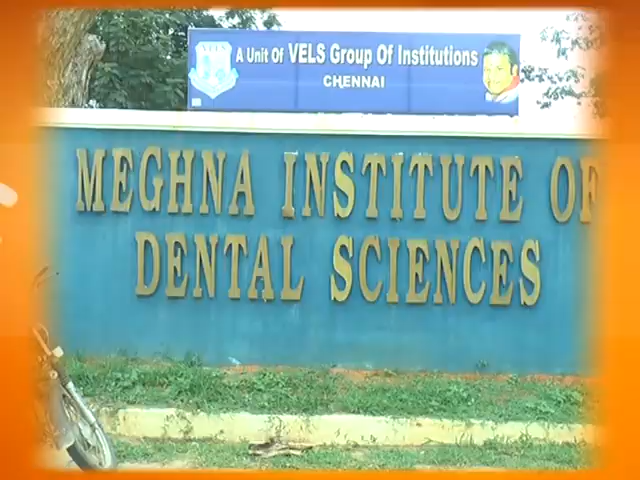 A Unit Of VELS Group Of Institutions
CHENNAI
MEGHNA INSTITUTE OF
DENTAL SCIENCES